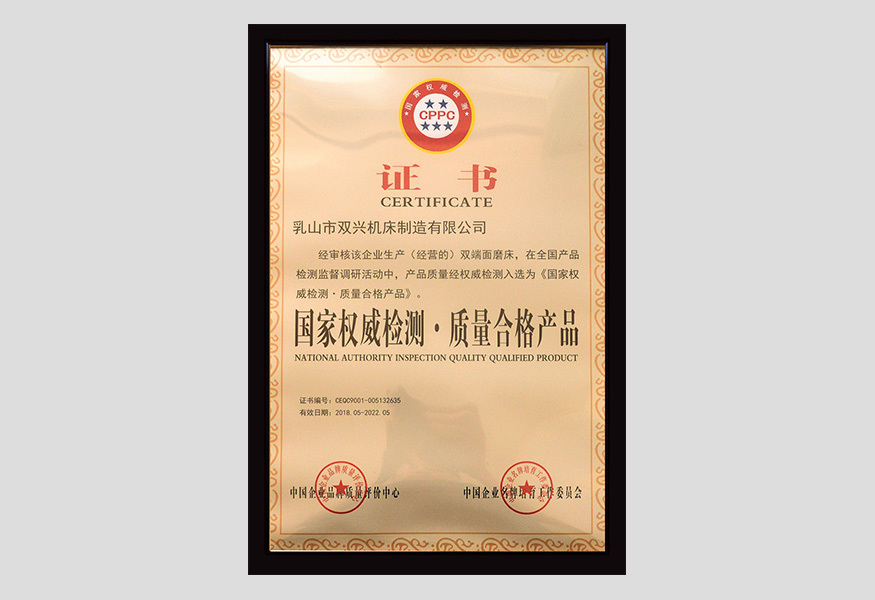 国家权威检测
CPPC
证 书
CERTIFICATE
乳山市双兴机床制造有限公司
经审核该企业生产（经营的）双端面磨床，在全国产品
检测监督调研活动中，产品质量经权威检测入选为《国家权
威检测·质量合格产品》。
国家权威检测·质量合格产品
NATIONAL AUTHORITY INSPECTION QUALITY QUALIFIED PRODUCT
证书编号：CEQC9001-005132635
有效日期：2018.05-2022.05
中国企业品牌质量评价中心
中国企业名牌培育工作委员会